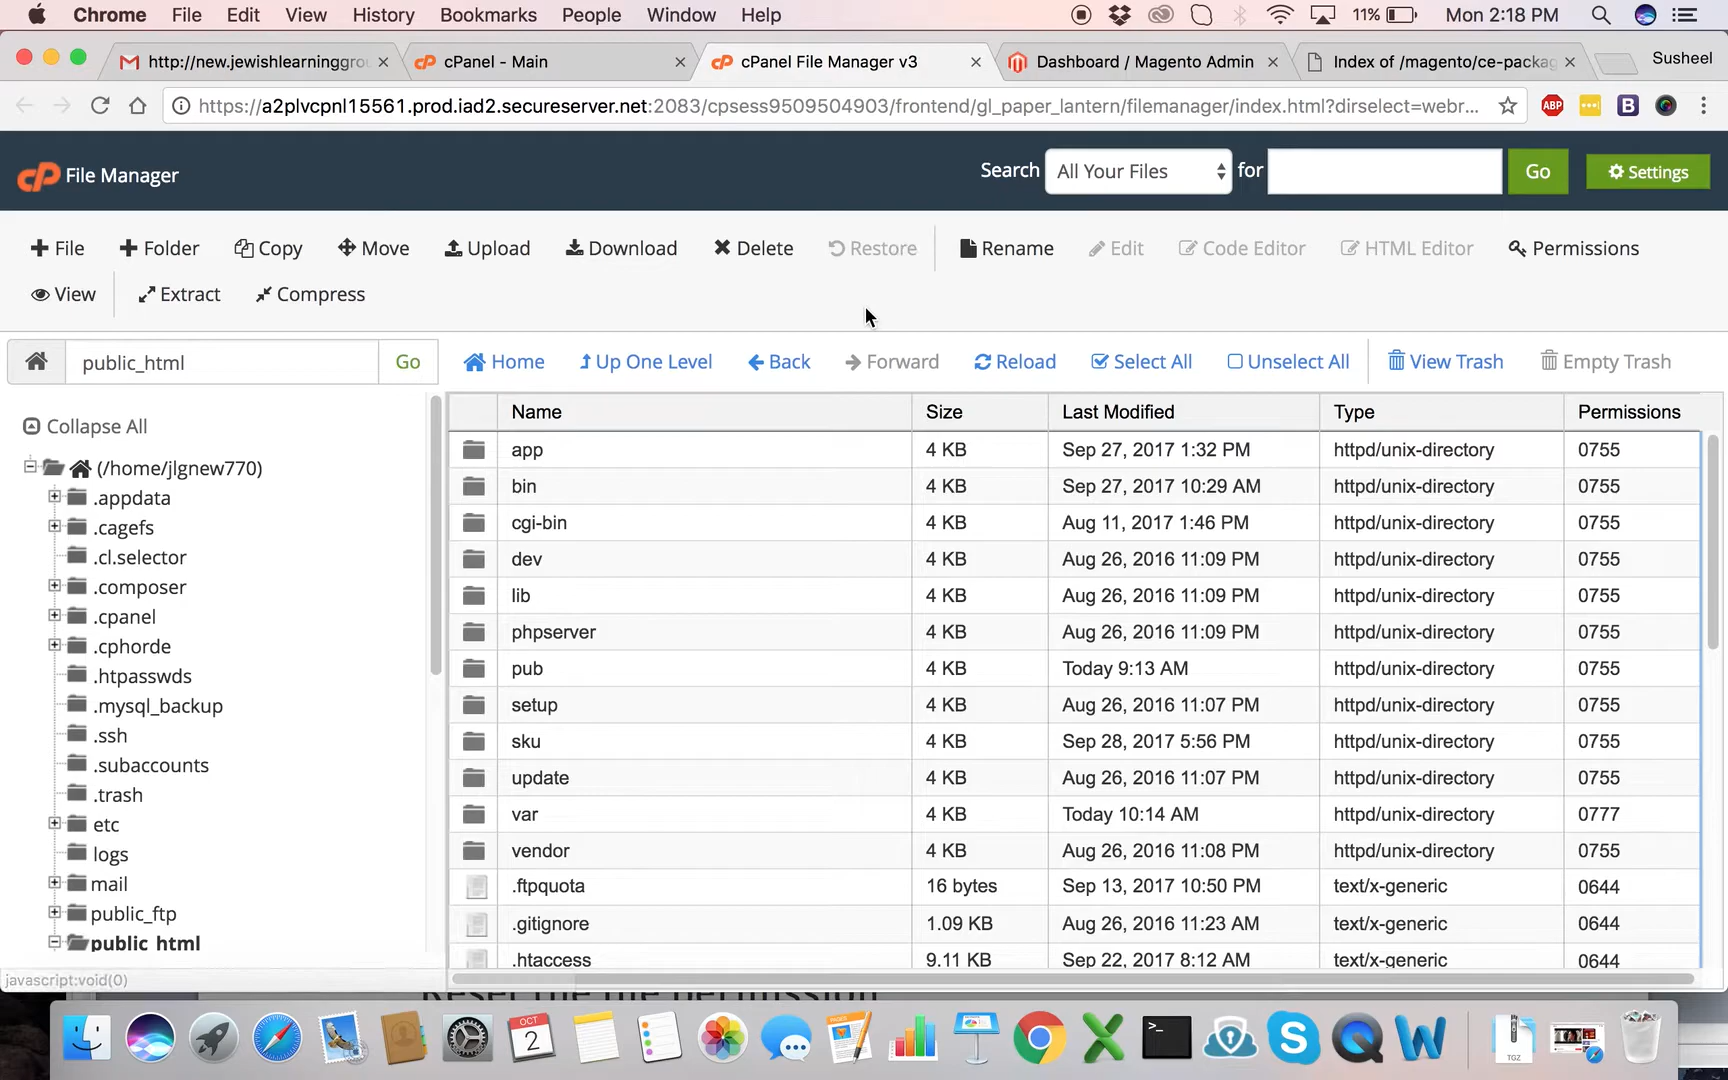 Chrome File Edit View History Bookmarks People Window Help 11% Mon 2:18 PM
http://new.jewishlearninggro cPanel - Main cPanel File Manager v3 Dashboard / Magento Admin Index of /magento/ce-packag Susheel
https://a2plvcpnl15561.prod.iad2.secureserver.net:2083/cpsess9509504903/frontend/gl_paper_lantern/filemanager/index.html?dirselect=webr... ABP B
cP File Manager Search All Your Files for Go Settings
File Folder Copy Move Upload Download Delete Restore Rename Edit Code Editor HTML Editor Permissions
View Extract Compress
public_html Go Home Up One Level Back Forward Reload Select All Unselect All View Trash Empty Trash
Collapse All
(/home/jlgnew770)
.appdata
.cagefs
.cl.selector
.composer
.cpanel
.cphorde
.htpasswds
.mysql_backup
.ssh
.subaccounts
.trash
etc
logs
mail
public_ftp
public_html
Name Size Last Modified Type Permissions
app 4 KB Sep 27, 2017 1:32 PM httpd/unix-directory 0755
bin 4 KB Sep 27, 2017 10:29 AM httpd/unix-directory 0755
cgi-bin 4 KB Aug 11, 2017 1:46 PM httpd/unix-directory 0755
dev 4 KB Aug 26, 2016 11:09 PM httpd/unix-directory 0755
lib 4 KB Aug 26, 2016 11:09 PM httpd/unix-directory 0755
phpserver 4 KB Aug 26, 2016 11:09 PM httpd/unix-directory 0755
pub 4 KB Today 9:13 AM httpd/unix-directory 0755
setup 4 KB Aug 26, 2016 11:07 PM httpd/unix-directory 0755
sku 4 KB Sep 28, 2017 5:56 PM httpd/unix-directory 0755
update 4 KB Aug 26, 2016 11:07 PM httpd/unix-directory 0755
var 4 KB Today 10:14 AM httpd/unix-directory 0777
vendor 4 KB Aug 26, 2016 11:08 PM httpd/unix-directory 0755
.ftpquota 16 bytes Sep 13, 2017 10:50 PM text/x-generic 0644
.gitignore 1.09 KB Aug 26, 2016 11:23 AM text/x-generic 0644
.htaccess 9.11 KB Sep 22, 2017 8:12 AM text/x-generic 0644
javascript:void(0)
Reset the file permission
OCT
2
TGZ